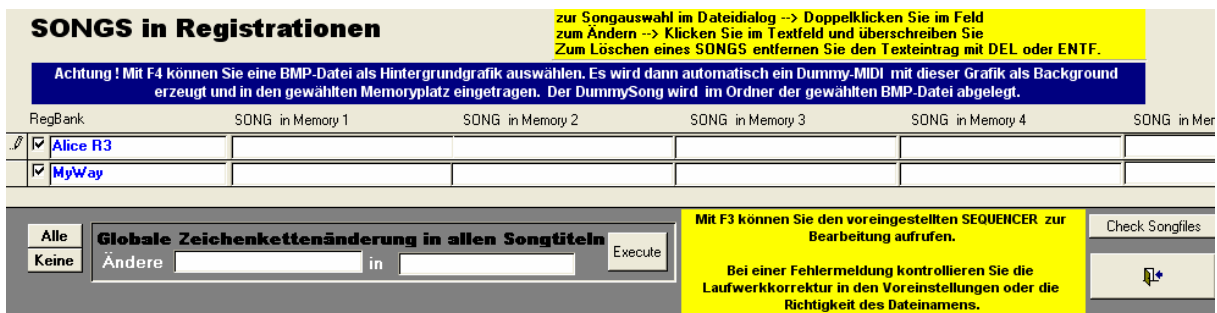 SONGS in Registrationen
zur Songauswahl im Dateidialog --> Doppelklicken Sie im Feld
zum Ändern --> Klicken Sie im Textfeld und überschreiben Sie
Zum Löschen eines SONGS entfernen Sie den Texteintrag mit DEL oder ENTF.
Achtung ! Mit F4 können Sie eine BMP-Datei als Hintergrundgrafik auswählen. Es wird dann automatisch ein Dummy-MIDI mit dieser Grafik als Background
erzeugt und in den gewählten Memoryplatz eingetragen. Der DummySong wird im Ordner der gewählten BMP-Datei abgelegt.
RegBank SONG in Memory 1 SONG in Memory 2 SONG in Memory 3 SONG in Memory 4 SONG in Mer
Alice R3
MyWay
Alle
Keine
Globale Zeichenkettenänderung in allen Songtiteln
Ändere in
Execute
Mit F3 können Sie den voreingestellten SEQUENCER zur
Bearbeitung aufrufen.
Bei einer Fehlermeldung kontrollieren Sie die
Laufwerkkorrektur in den Voreinstellungen oder die
Richtigkeit des Dateinamens.
Check Songfiles